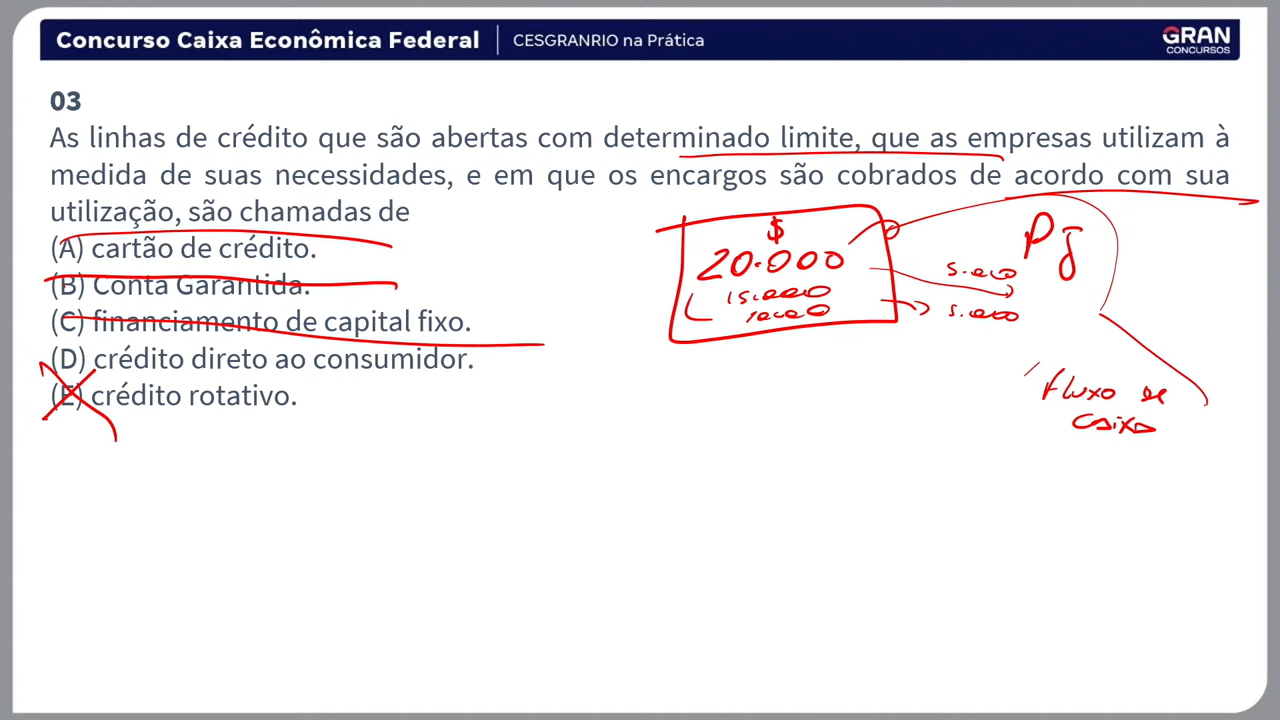 Concurso Caixa Econômica Federal | CESGRANRIO na Prática
GRAN
CONCURSOS
03
As linhas de crédito que são abertas com determinado limite, que as empresas utilizam à
medida de suas necessidades, e em que os encargos são cobrados de acordo com sua
utilização, são chamadas de
(A) cartão de crédito.
(B) Conta Garantida.
(C) financiamento de capital fixo.
(D) crédito direto ao consumidor.
(E) crédito rotativo.
$
20.000
15.000
PJ
5.000
5.000
Fluxo de
Caixa